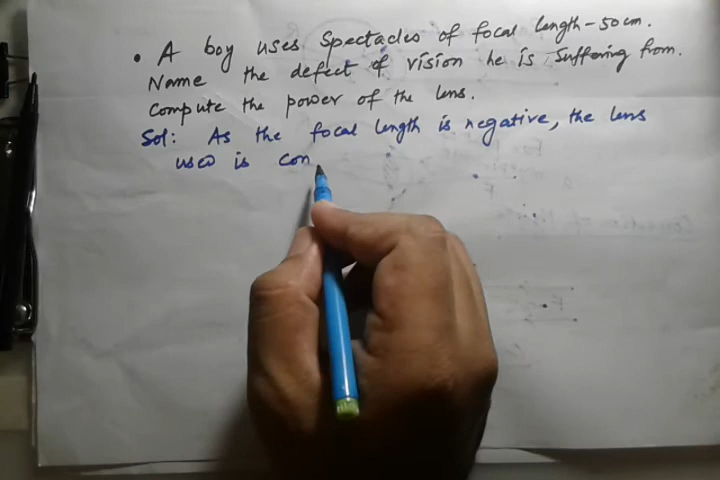 • A boy uses Spectacles of focal length -50cm.
Name the defect of vision he is Suffering from.
Compute the power of the lens.
Sol: As the focal length is negative, the lens
used is con